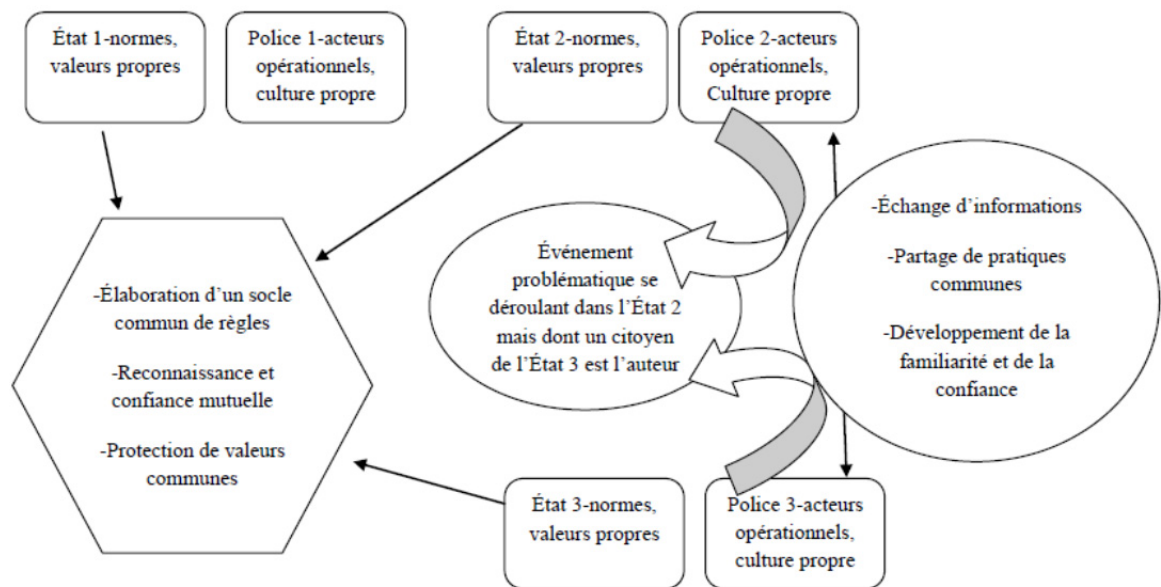 État 1-normes,
valeurs propres
Police 1-acteurs
opérationnels,
culture propre
État 2-normes,
valeurs propres
Police 2-acteurs
opérationnels,
Culture propre
-Élaboration d’un socle
commun de règles
-Reconnaissance et
confiance mutuelle
-Protection de valeurs
communes
Événement
problématique se
déroulant dans l’État 2
mais dont un citoyen
de l’État 3 est l’auteur
-Échange d’informations
-Partage de pratiques
communes
-Développement de la
familiarité et de la
confiance
État 3-normes,
valeurs propres
Police 3-acteurs
opérationnels,
culture propre